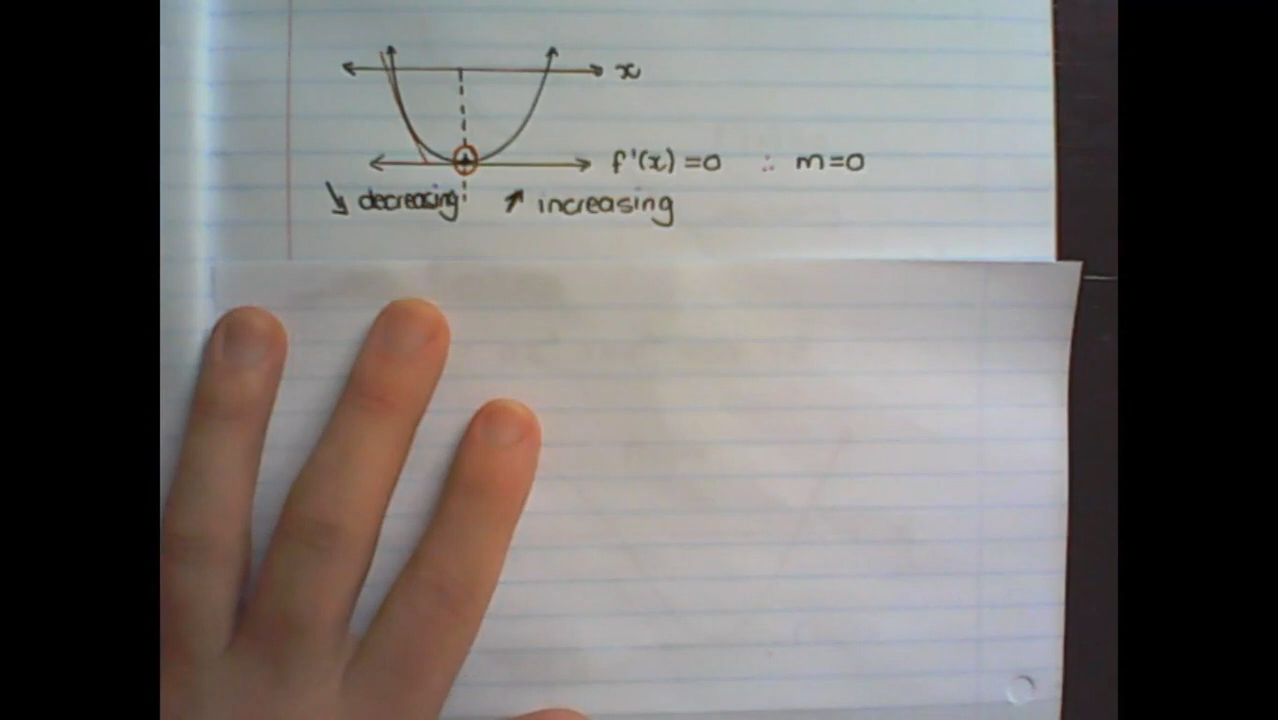 x
f'(x) = 0 ∴ m=0
↘ decreasing ↗ increasing